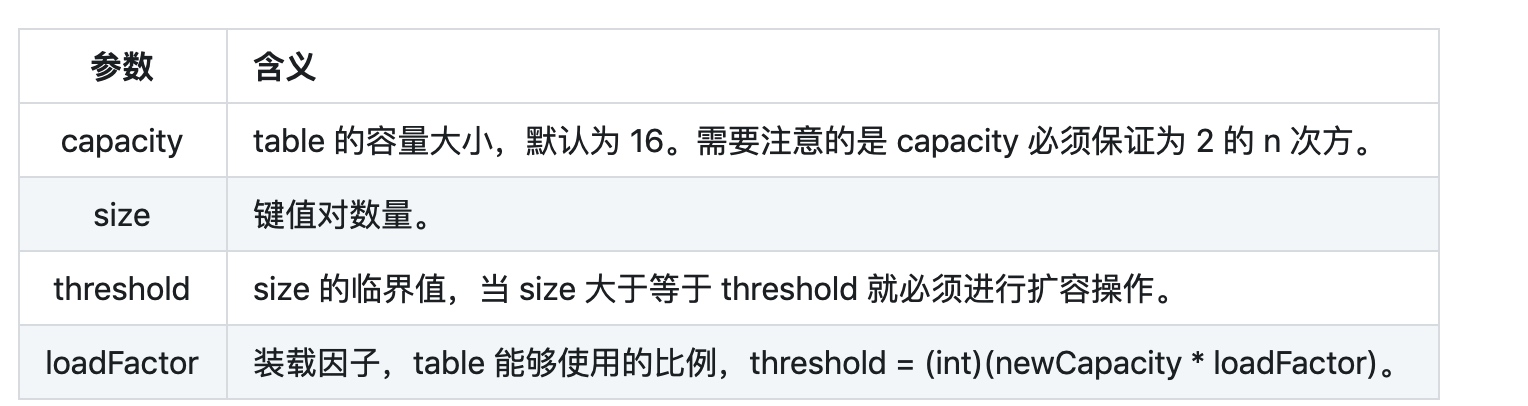 参数 含义
capacity table 的容量大小，默认为 16。需要注意的是 capacity 必须保证为 2 的 n 次方。
size 键值对数量。
threshold size 的临界值，当 size 大于等于 threshold 就必须进行扩容操作。
loadFactor 装载因子，table 能够使用的比例，threshold = (int)(newCapacity * loadFactor)。